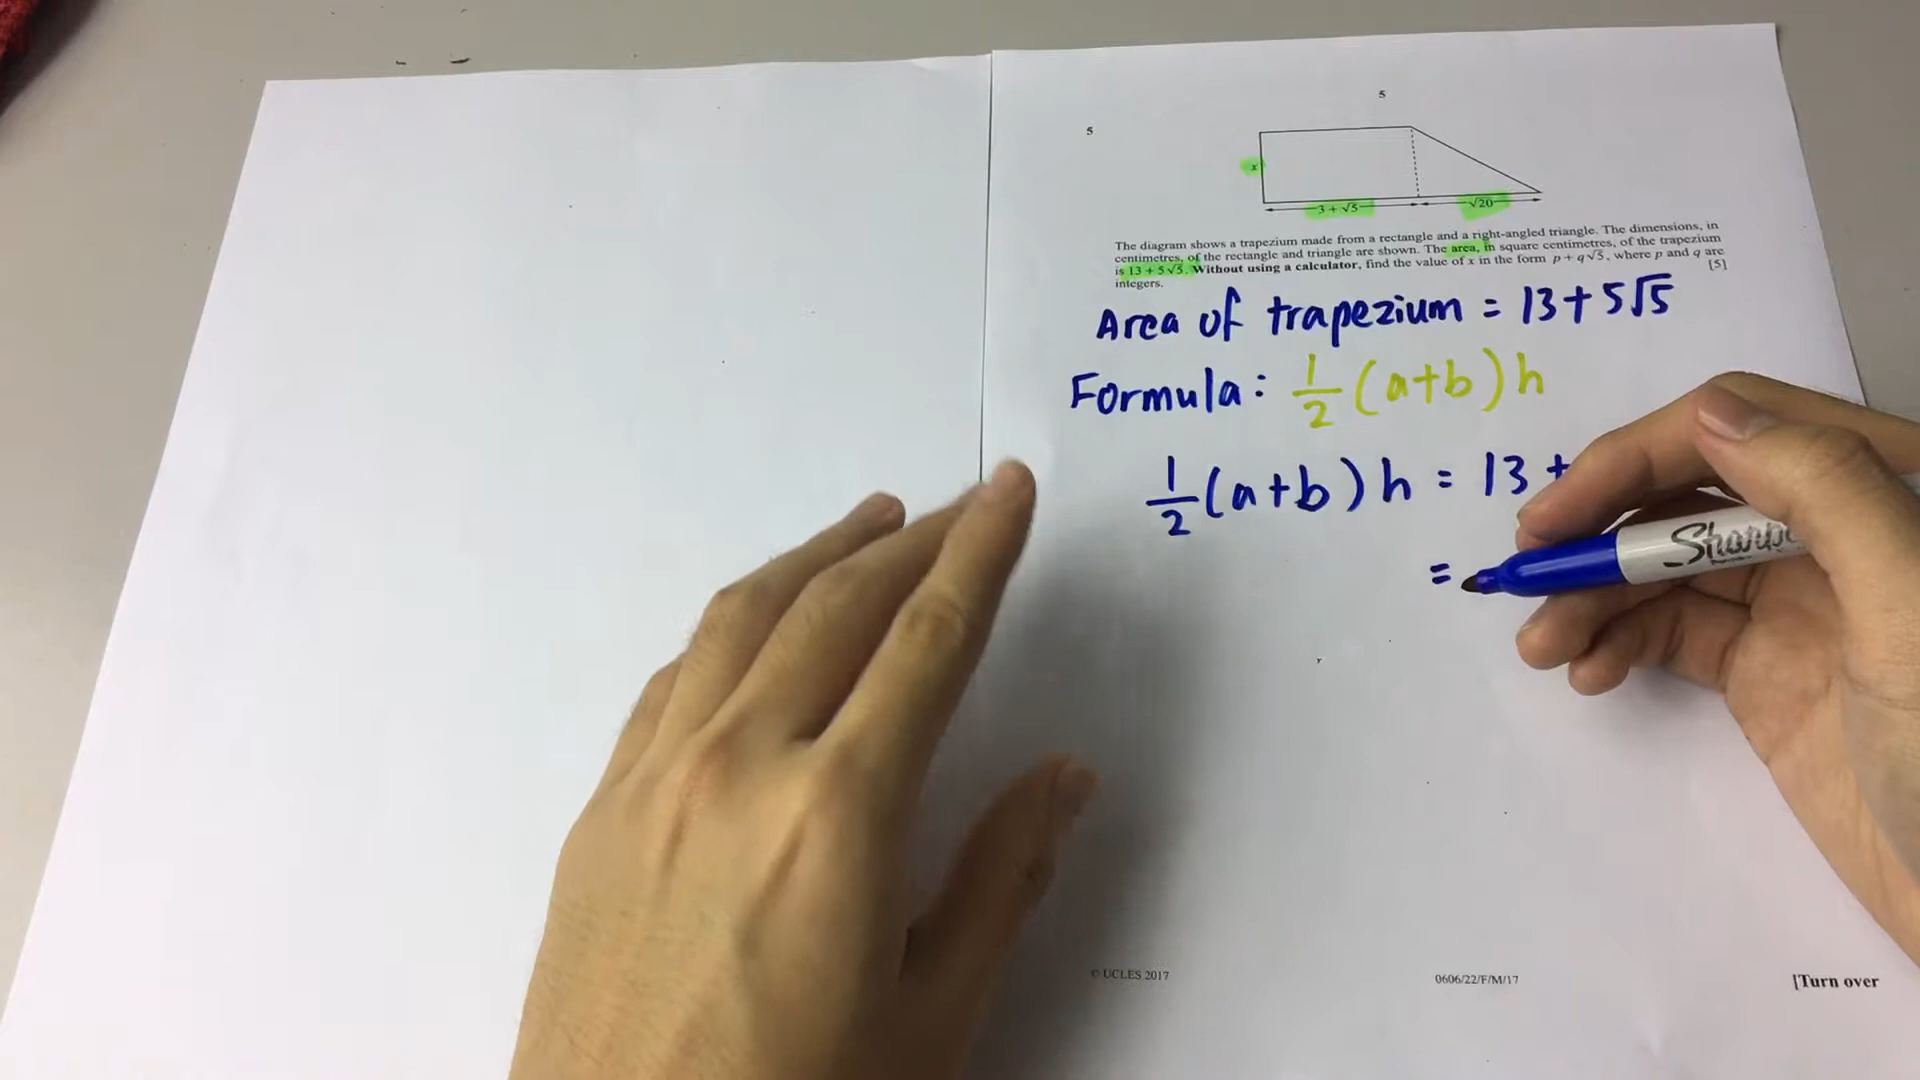 5
5
x
3 + √5
√20
The diagram shows a trapezium made from a rectangle and a right-angled triangle. The dimensions, in
centimetres, of the rectangle and triangle are shown. The area, in square centimetres, of the trapezium
is 13 + 5√5. Without using a calculator, find the value of x in the form p + q√5, where p and q are
integers. [5]
Area of trapezium = 13 + 5√5
Formula: 1/2 (a+b) h
1/2 (a+b) h = 13 +
=
Sharpie
© UCLES 2017
0606/22/F/M/17
[Turn over